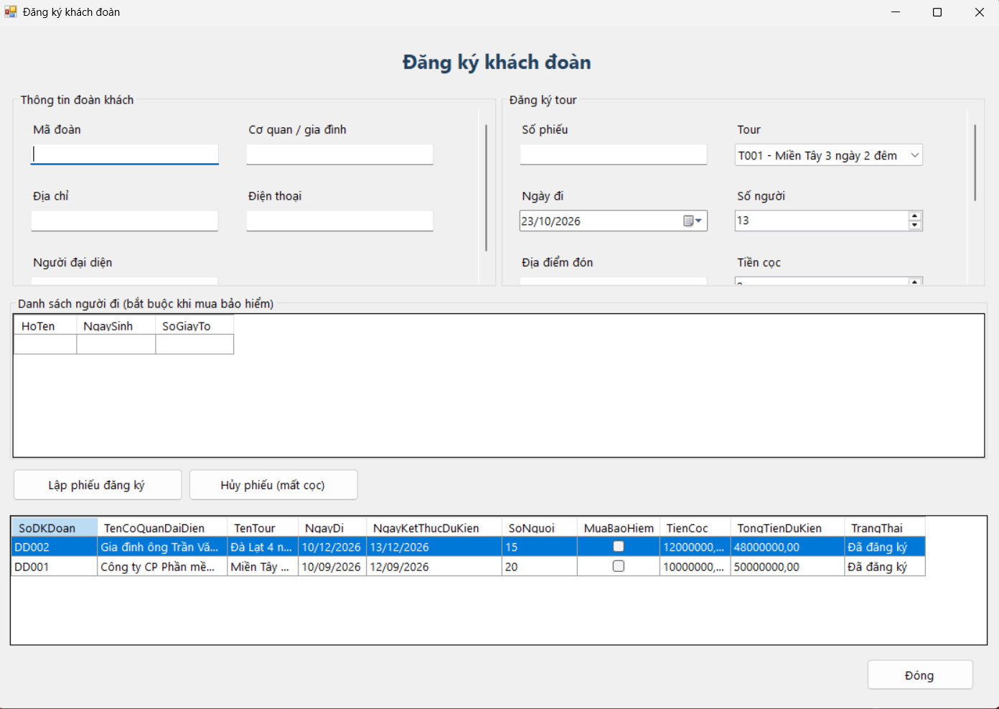 Đăng ký khách đoàn
Đăng ký khách đoàn
Thông tin đoàn khách
Mã đoàn
Cơ quan / gia đình
Địa chỉ
Điện thoại
Người đại diện
Đăng ký tour
Số phiếu
Tour
T001 - Miền Tây 3 ngày 2 đêm
Ngày đi
Số người
23/10/2026
13
Địa điểm đón
Tiền cọc
Danh sách người đi (bắt buộc khi mua bảo hiểm)
HoTen NgaySinh SoGiayTo
Lập phiếu đăng ký
Hủy phiếu (mất cọc)
SoDKDoan TenCoQuanDaiDien TenTour NgayDi NgayKetThucDuKien SoNguoi MuaBaoHiem TienCoc TongTienDuKien TrangThai
DD002 Gia đình ông Trần Vă... Đà Lạt 4 n... 10/12/2026 13/12/2026 15 12000000,... 48000000,00 Đã đăng ký
DD001 Công ty CP Phần mề... Miền Tây ... 10/09/2026 12/09/2026 20 10000000,... 50000000,00 Đã đăng ký
Đóng